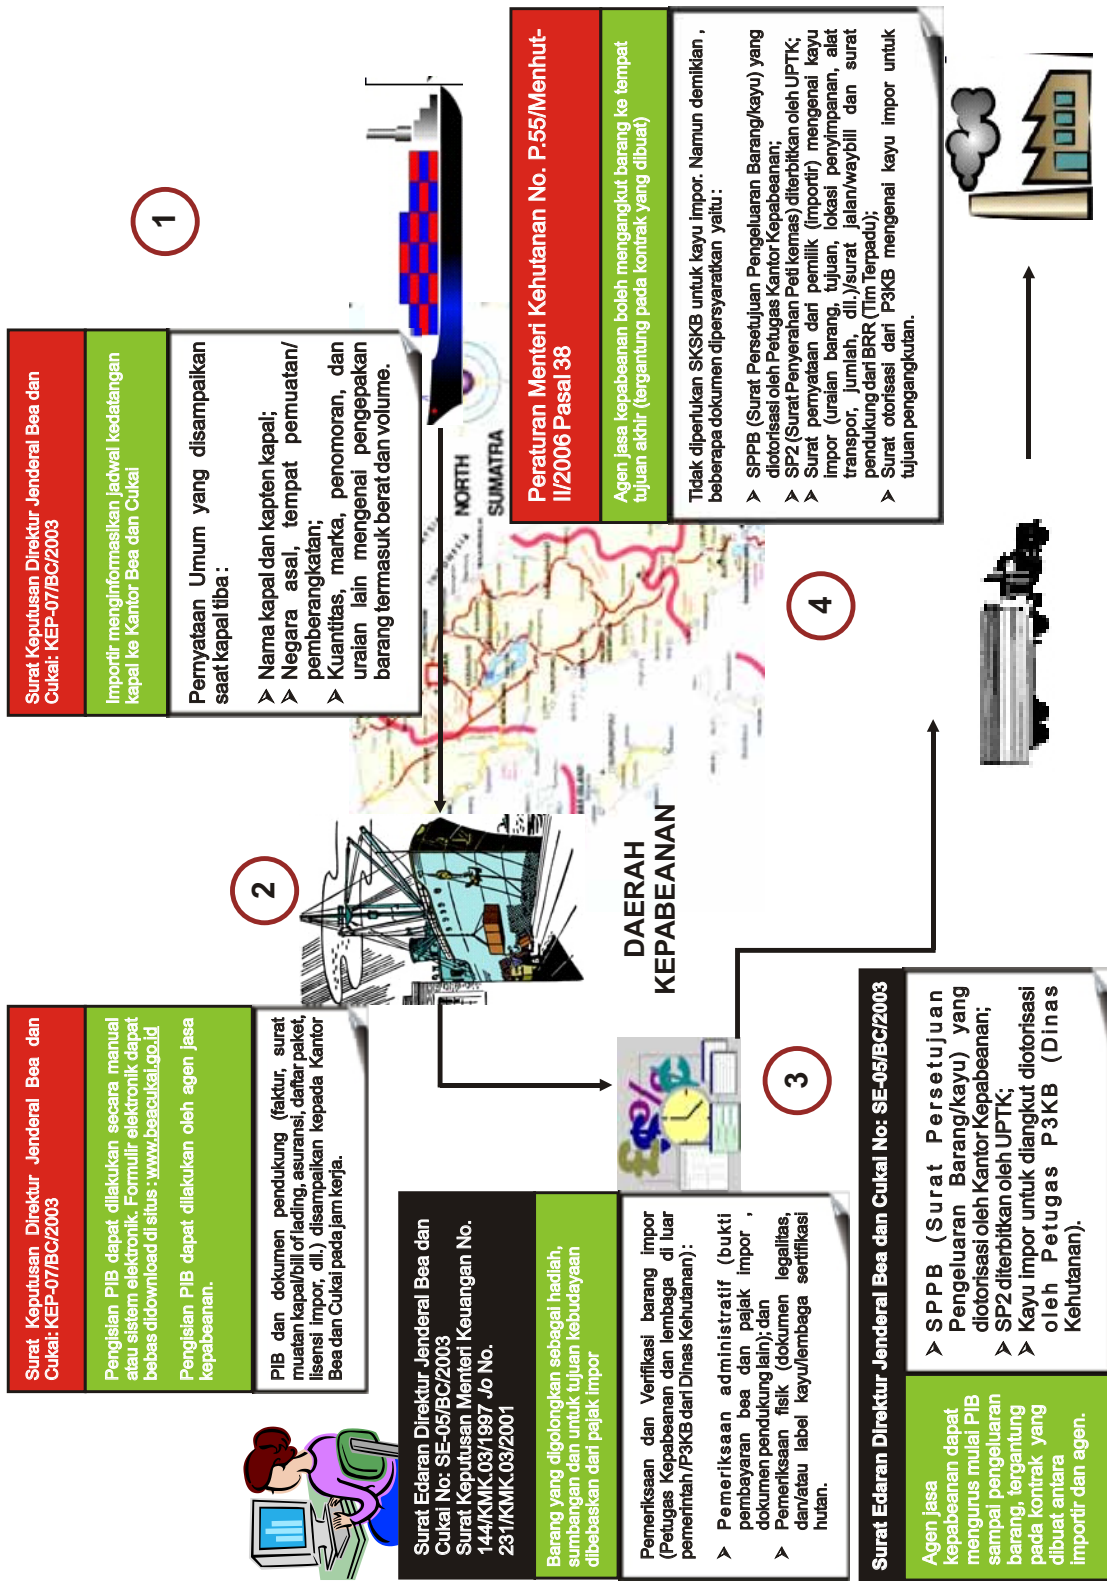 1
Surat Keputusan Direktur Jenderal Bea dan
Cukai: KEP-07/BC/2003
Importir menginformasikan jadwal kedatangan
kapal ke Kantor Bea dan Cukai
Pernyataan Umum yang disampaikan
saat kapal tiba :
➢ Nama kapal dan kapten kapal;
➢ Negara asal, tempat pemuatan/
pemberangkatan;
➢ Kuantitas, marka, penomoran, dan
uraian lain mengenai pengepakan
barang termasuk berat dan volume.
NORTH
SUMATRA
2
Surat Keputusan Direktur Jenderal Bea dan
Cukai: KEP-07/BC/2003
Pengisian PIB dapat dilakukan secara manual
atau sistem elektronik. Formulir elektronik dapat
bebas didownload di situs : www.beacukai.go.id
Pengisian PIB dapat dilakukan oleh agen jasa
kepabeanan.
PIB dan dokumen pendukung (faktur, surat
muatan kapal/bill of lading, asuransi, daftar paket,
lisensi impor, dll.) disampaikan kepada Kantor
Bea dan Cukai pada jam kerja.
DAERAH
KEPABEANAN
3
Surat Edaran Direktur Jenderal Bea dan
Cukai No: SE-05/BC/2003
Surat Keputusan Menteri Keuangan No.
144/KMK.03/1997 Jo No.
231/KMK.03/2001
Barang yang digolongkan sebagai hadiah,
sumbangan dan untuk tujuan kebudayaan
dibebaskan dari pajak impor
Pemeriksaan dan Verifikasi barang impor
(Petugas Kepabeanan dan lembaga di luar
pemerintah /P3KB dari Dinas Kehutanan) :
➢ Pemeriksaan administratif (bukti
pembayaran bea dan pajak impor ,
dokumen pendukung lain); dan
➢ Pemeriksaan fisik (dokumen legalitas,
dan/atau label kayu/lembaga sertifikasi
hutan.
Surat Edaran Direktur Jenderal Bea dan Cukai No: SE-05/BC/2003
Agen jasa
kepabeanan dapat
mengurus mulai PIB
sampai pengeluaran
barang, tergantung
pada kontrak yang
dibuat antara
importir dan agen.
➢ SPPB (Surat Persetujuan
Pengeluaran Barang/kayu) yang
diotorisasi oleh Kantor Kepabeanan;
➢ SP2 diterbitkan oleh UPTK;
➢ Kayu impor untuk diangkut diotorisasi
oleh Petugas P3KB (Dinas
Kehutanan).
4
Peraturan Menteri Kehutanan No. P.55/Menhut-
II/2006 Pasal 38
Agen jasa kepabeanan boleh mengangkut barang ke tempat
tujuan akhir (tergantung pada kontrak yang dibuat)
Tidak diperlukan SKSKB untuk kayu impor. Namun demikian ,
beberapa dokumen dipersyaratkan yaitu :
➢ SPPB (Surat Persetujuan Pengeluaran Barang/kayu) yang
diotorisasi oleh Petugas Kantor Kepabeanan;
➢ SP2 (Surat Penyerahan Peti kemas) diterbitkan oleh UPTK;
➢ Surat pernyataan dari pemilik (importir) mengenai kayu
impor (uraian barang, tujuan, lokasi penyimpanan, alat
transpor, jumlah, dll.)/surat jalan/waybill dan surat
pendukung dari BRR (Tim Terpadu);
➢ Surat otorisasi dari P3KB mengenai kayu impor untuk
tujuan pengangkutan.